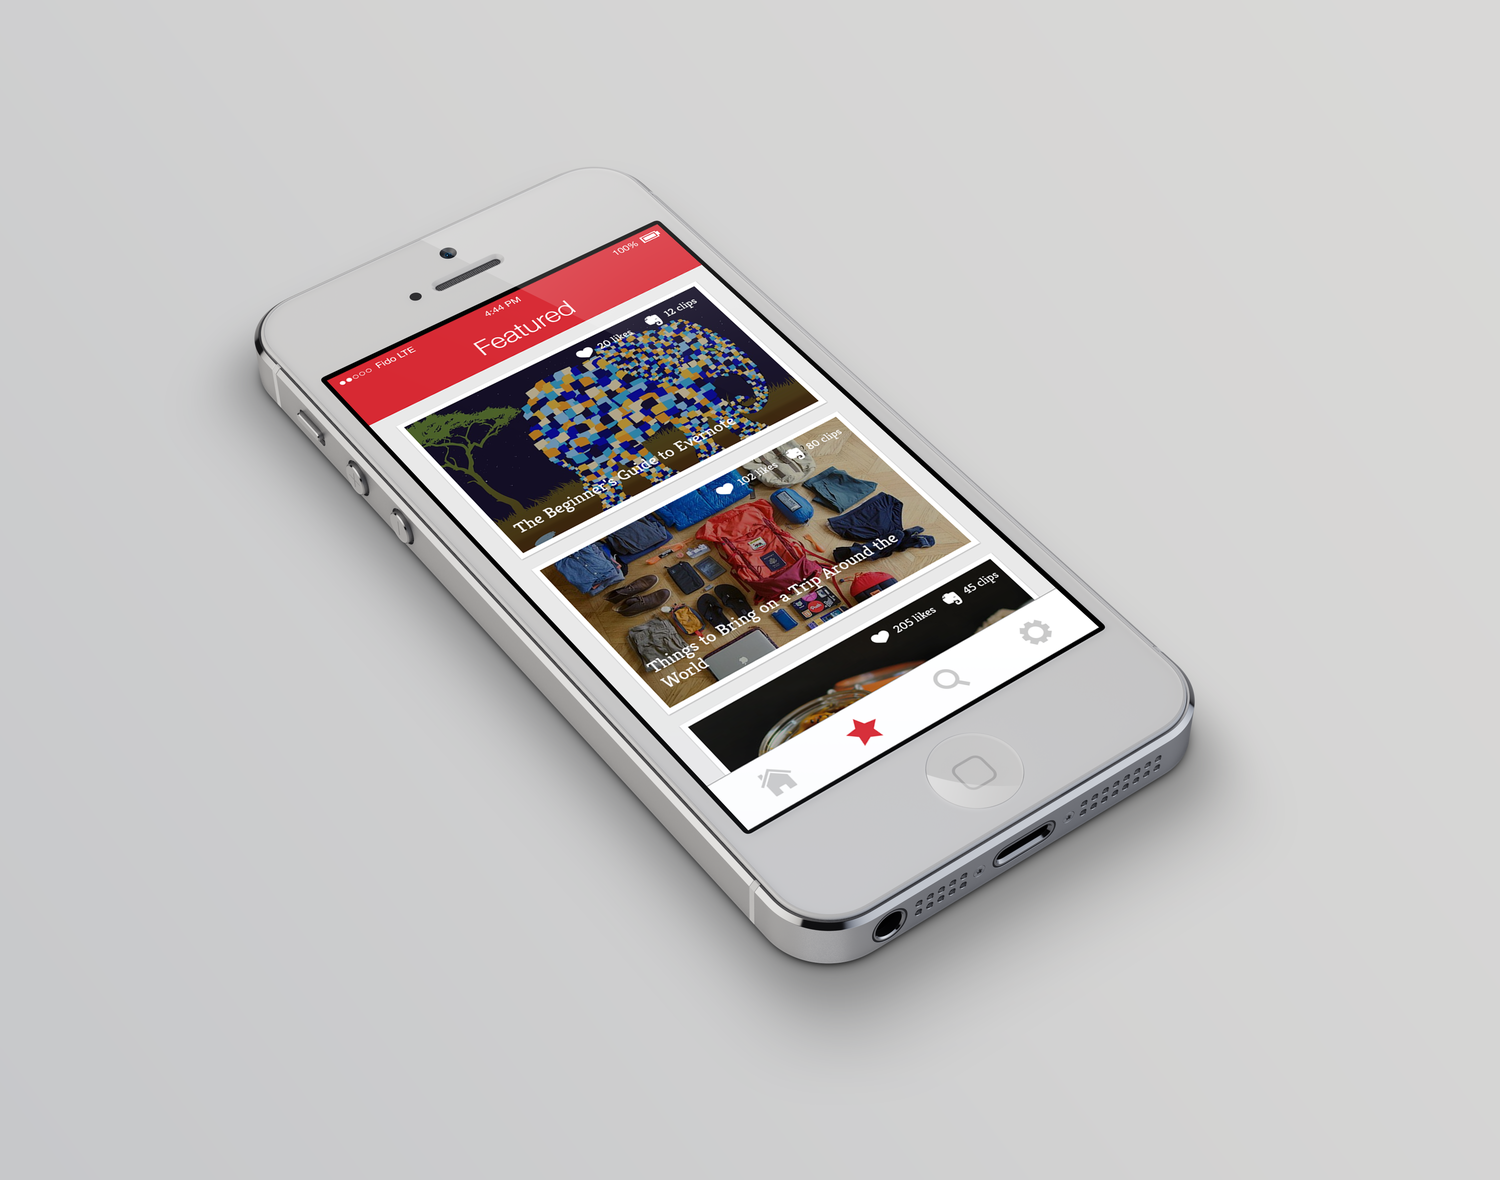 Fido LTE
4:44 PM
100%
Featured
20 likes
12 clips
The Beginner's Guide to Evernote
102 likes
80 clips
Things to Bring on a Trip Around the
World
205 likes
45 clips